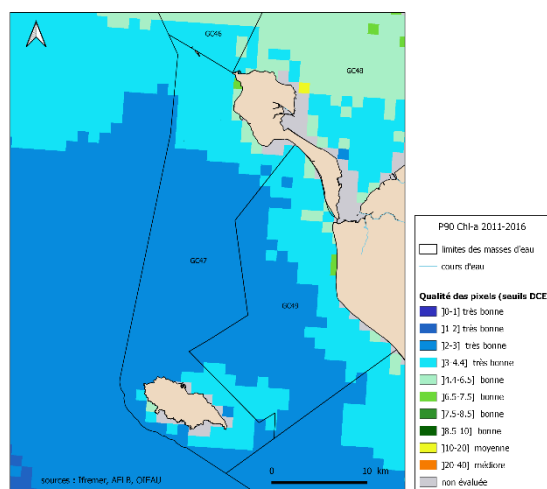 GC46
GC48
GC47
GC49
sources : Ifremer, AFLB, OIEAU
0 10 km
P90 Chl-a 2011-2016
limites des masses d'eau
cours d'eau
Qualité des pixels (seuils DCE
]0-1] très bonne
]1 2] très bonne
]2-3] très bonne
]3-4.4] très bonne
]4.4-6.5] bonne
]6.5-7.5] bonne
]7.5-8.5] bonne
]8.5 10] bonne
]10-20] moyenne
]20 40] médiocre
non évaluée